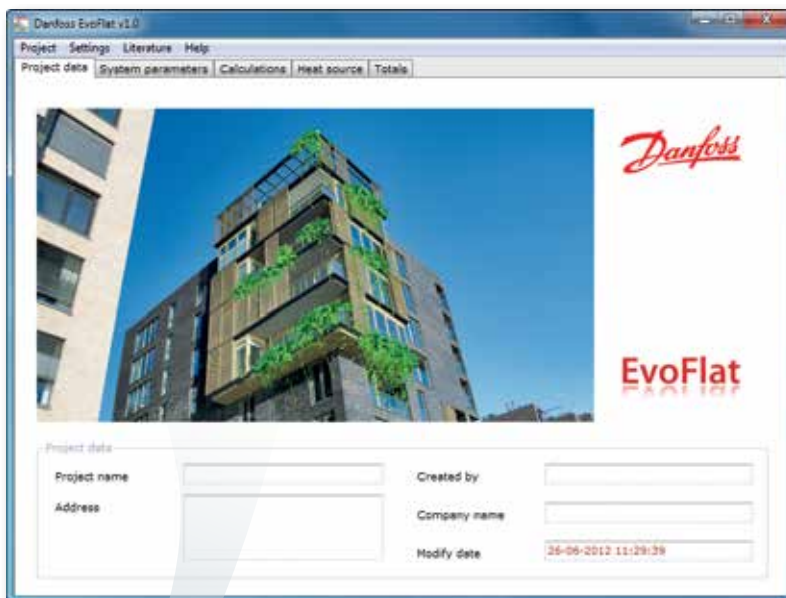 Danfoss EvoFlat v1.0
Project Settings Literature Help
Project data System parameters Calculations Heat source Totals
Danfoss
EvoFlat
Project data
Project name
Created by
Address
Company name
Modify date 26-06-2012 11:29:39